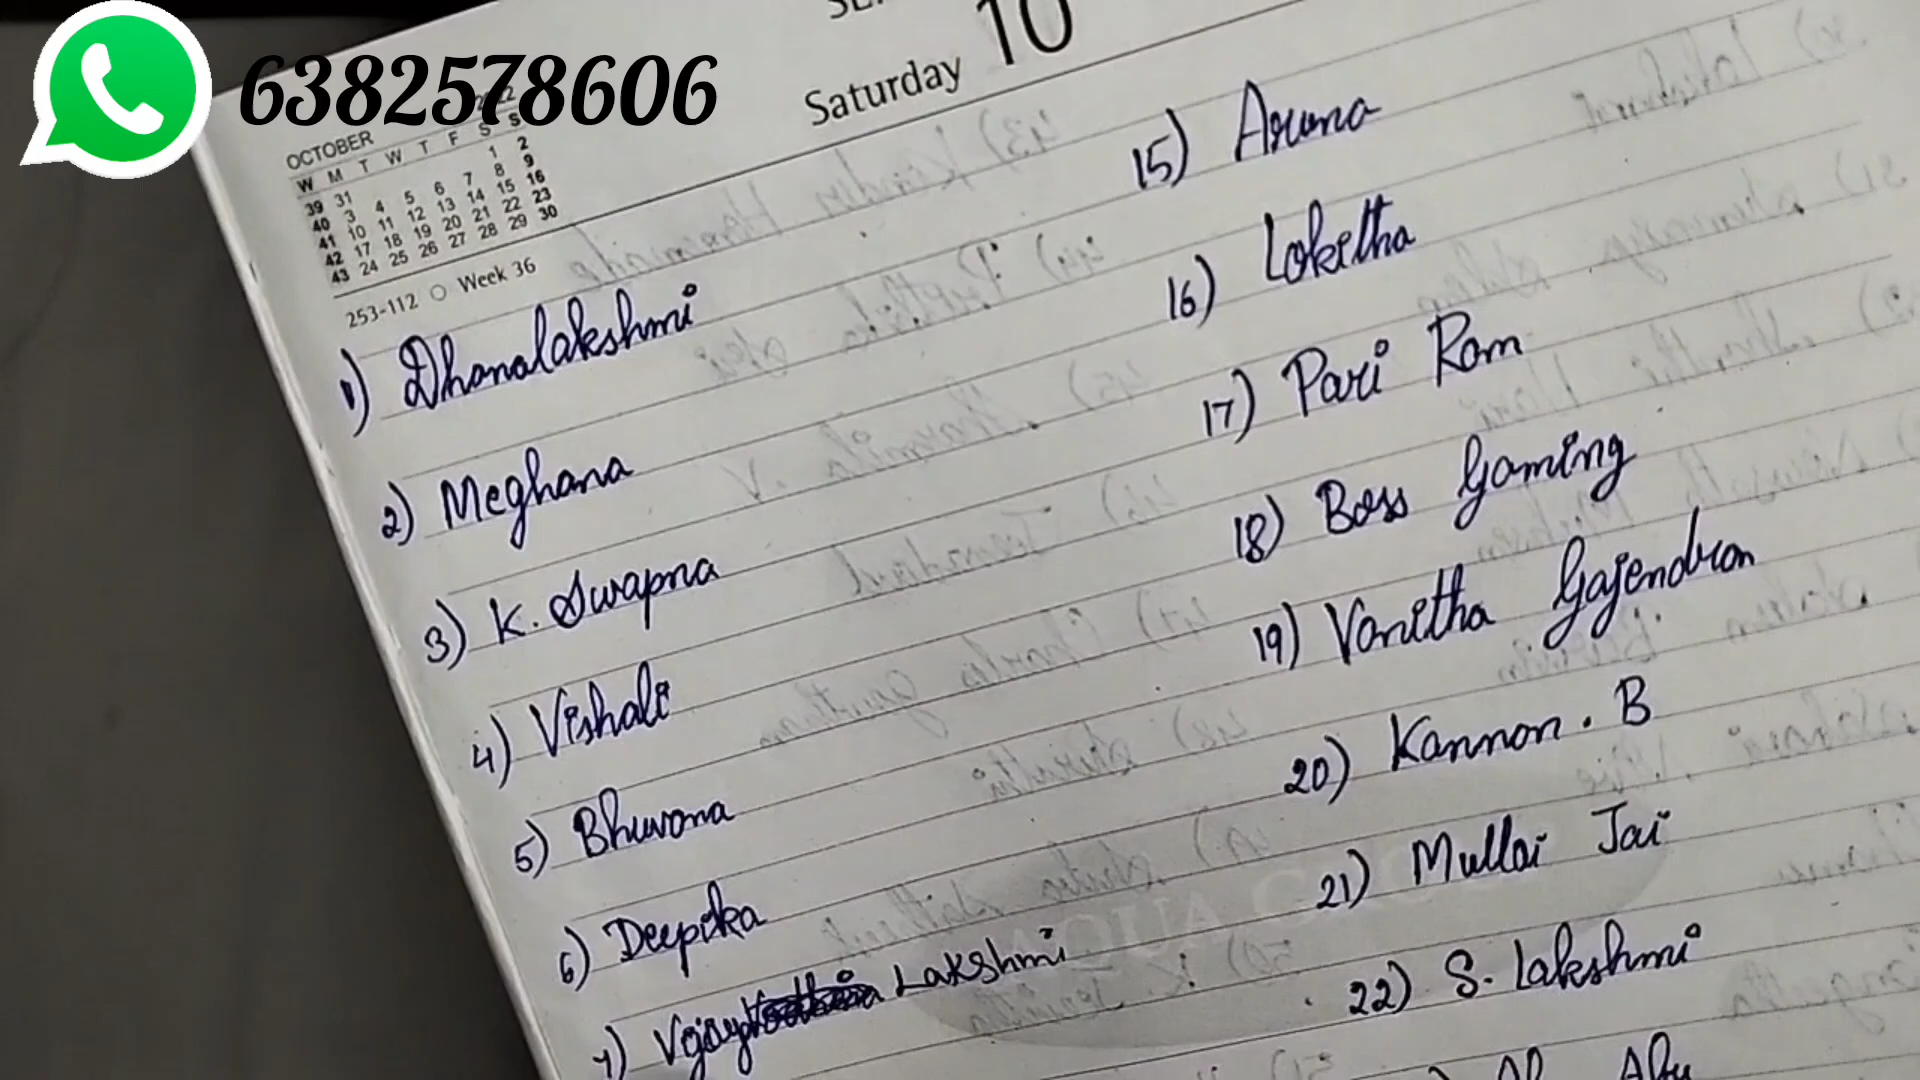 6382578606
Saturday 10
2022
OCTOBER
W M T W T F S S
39 31 1 2
40 3 4 5 6 7 8 9
41 10 11 12 13 14 15 16
42 17 18 19 20 21 22 23
43 24 25 26 27 28 29 30
253-112 Week 36
1) Dhanalakshmi
2) Meghana
3) K. Swapna
4) Vishali
5) Bhuvana
6) Deepika
7) Lakshmi
15) Aruna
16) Lokitha
17) Pari Ram
18) Boss Gaming
19) Vanitha Gajendran
20) Kannan. B
21) Mullai Jai
22) S. Lakshmi